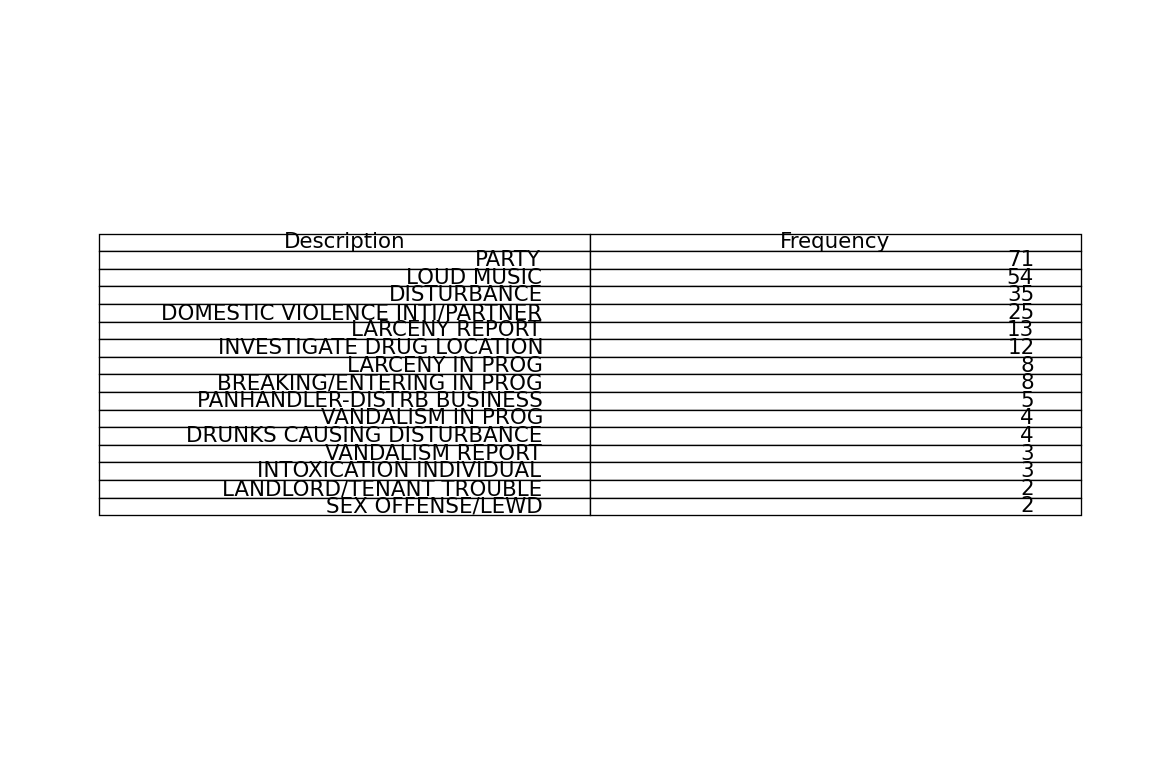 Description Frequency
PARTY 71
LOUD MUSIC 54
DISTURBANCE 35
DOMESTIC VIOLENCE INTI/PARTNER 25
LARCENY REPORT 13
INVESTIGATE DRUG LOCATION 12
LARCENY IN PROG 8
BREAKING/ENTERING IN PROG 8
PANHANDLER-DISTRB BUSINESS 5
VANDALISM IN PROG 4
DRUNKS CAUSING DISTURBANCE 4
VANDALISM REPORT 3
INTOXICATION INDIVIDUAL 3
LANDLORD/TENANT TROUBLE 2
SEX OFFENSE/LEWD 2